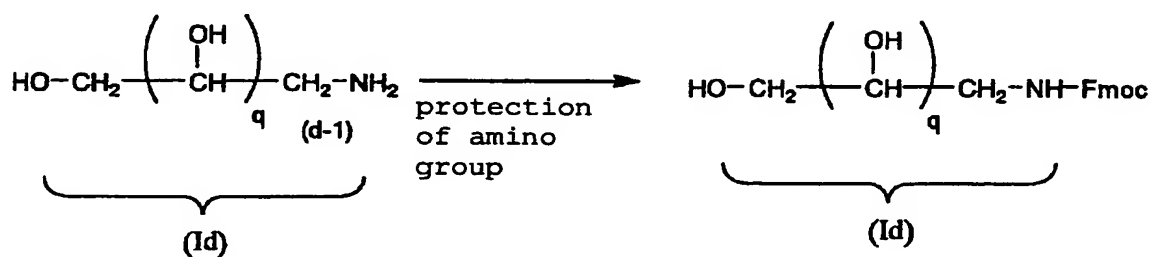 OH
HO-CH₂ ( CH ) q CH₂-NH₂
(d-1)
(Id)
protection
of amino
group
OH
HO-CH₂ ( CH ) q CH₂-NH-Fmoc
(Id)